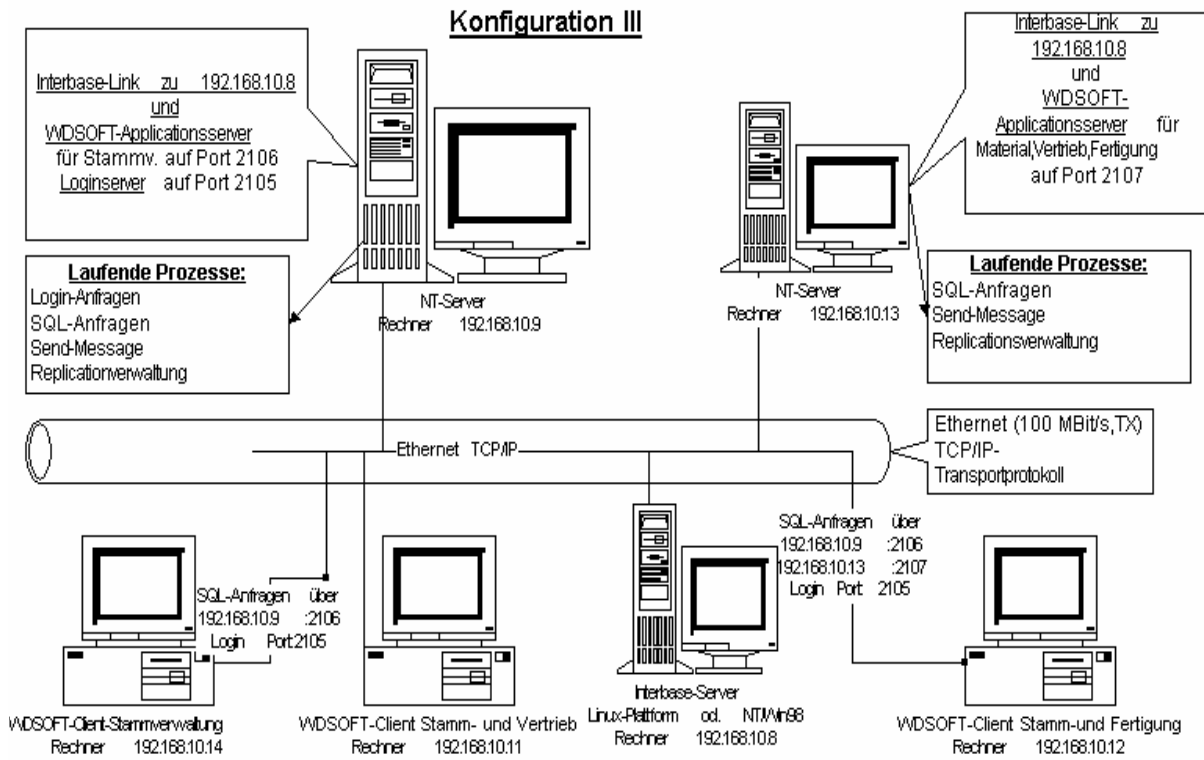 Konfiguration III
Interbase-Link zu 192.168.10.8
und
WDSOFT-Applicationsserver
für Stammv. auf Port 2106
Loginserver auf Port 2105
Interbase-Link zu
192.168.10.8
und
WDSOFT-
Applicationsserver für
Material,Vertrieb,Fertigung
auf Port 2107
Laufende Prozesse:
Login-Anfragen
SQL-Anfragen
Send-Message
Replicationverwaltung
NT-Server
Rechner 192.168.10.9
NT-Server
Rechner 192.168.10.13
Laufende Prozesse:
SQL-Anfragen
Send-Message
Replicationsverwaltung
Ethernet TCP/IP
Ethernet (100 MBit/s,TX)
TCP/IP-
Transportprotokoll
SQL-Anfragen über
192.168.10.9 :2106
Login Port:2105
SQL-Anfragen über
192.168.10.9 :2106
192.168.10.13 :2107
Login Port 2105
WDSOFT-Client-Stammverwaltung
Rechner 192.168.10.14
WDSOFT-Client Stamm- und Vertrieb
Rechner 192.168.10.11
Interbase-Server
Linux-Plattform od. NT/Win98
Rechner 192.168.10.8
WDSOFT-Client Stamm-und Fertigung
Rechner 192.168.10.12